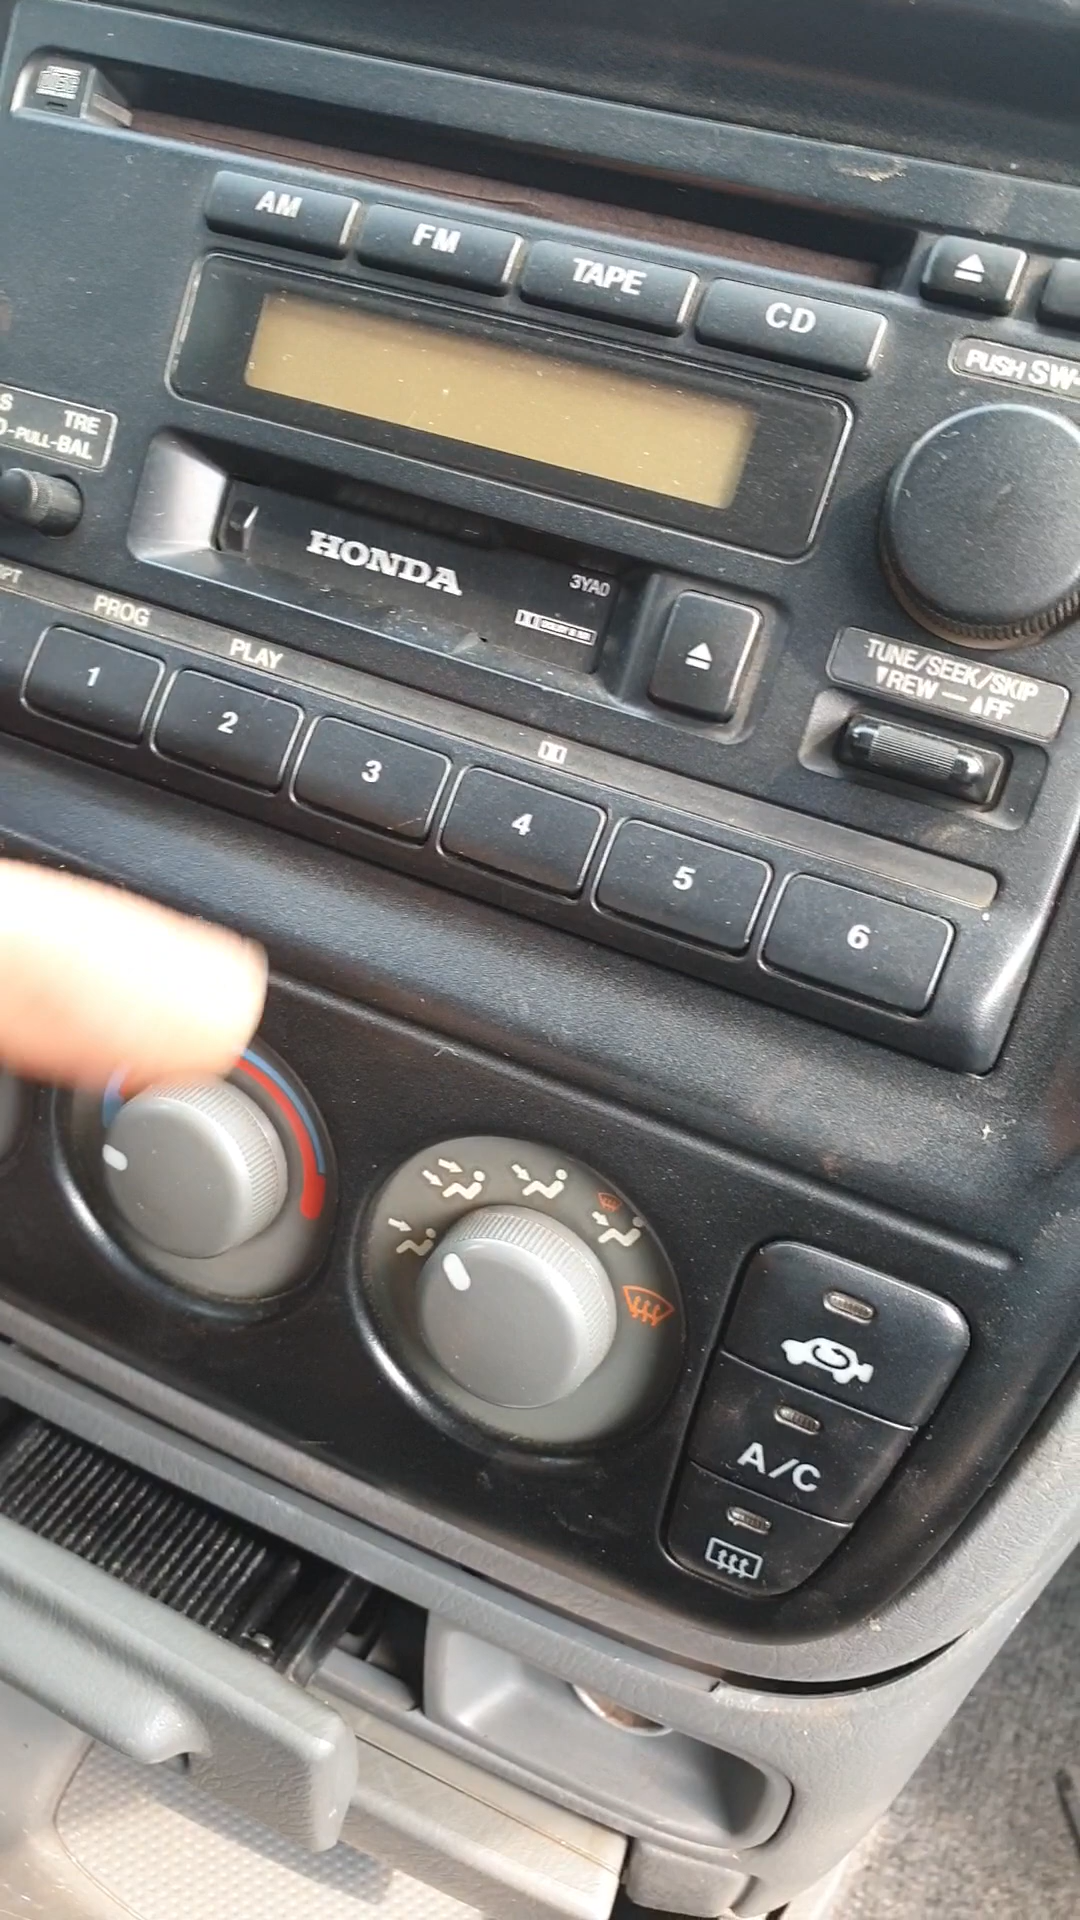 AM
FM
TAPE
CD
PUSH SW-
TRE
-PULL-BAL
HONDA
3YA0
TUNE/SEEK/SKIP
▼REW — ▲FF
PROG
PLAY
1
2
3
4
5
6
A/C